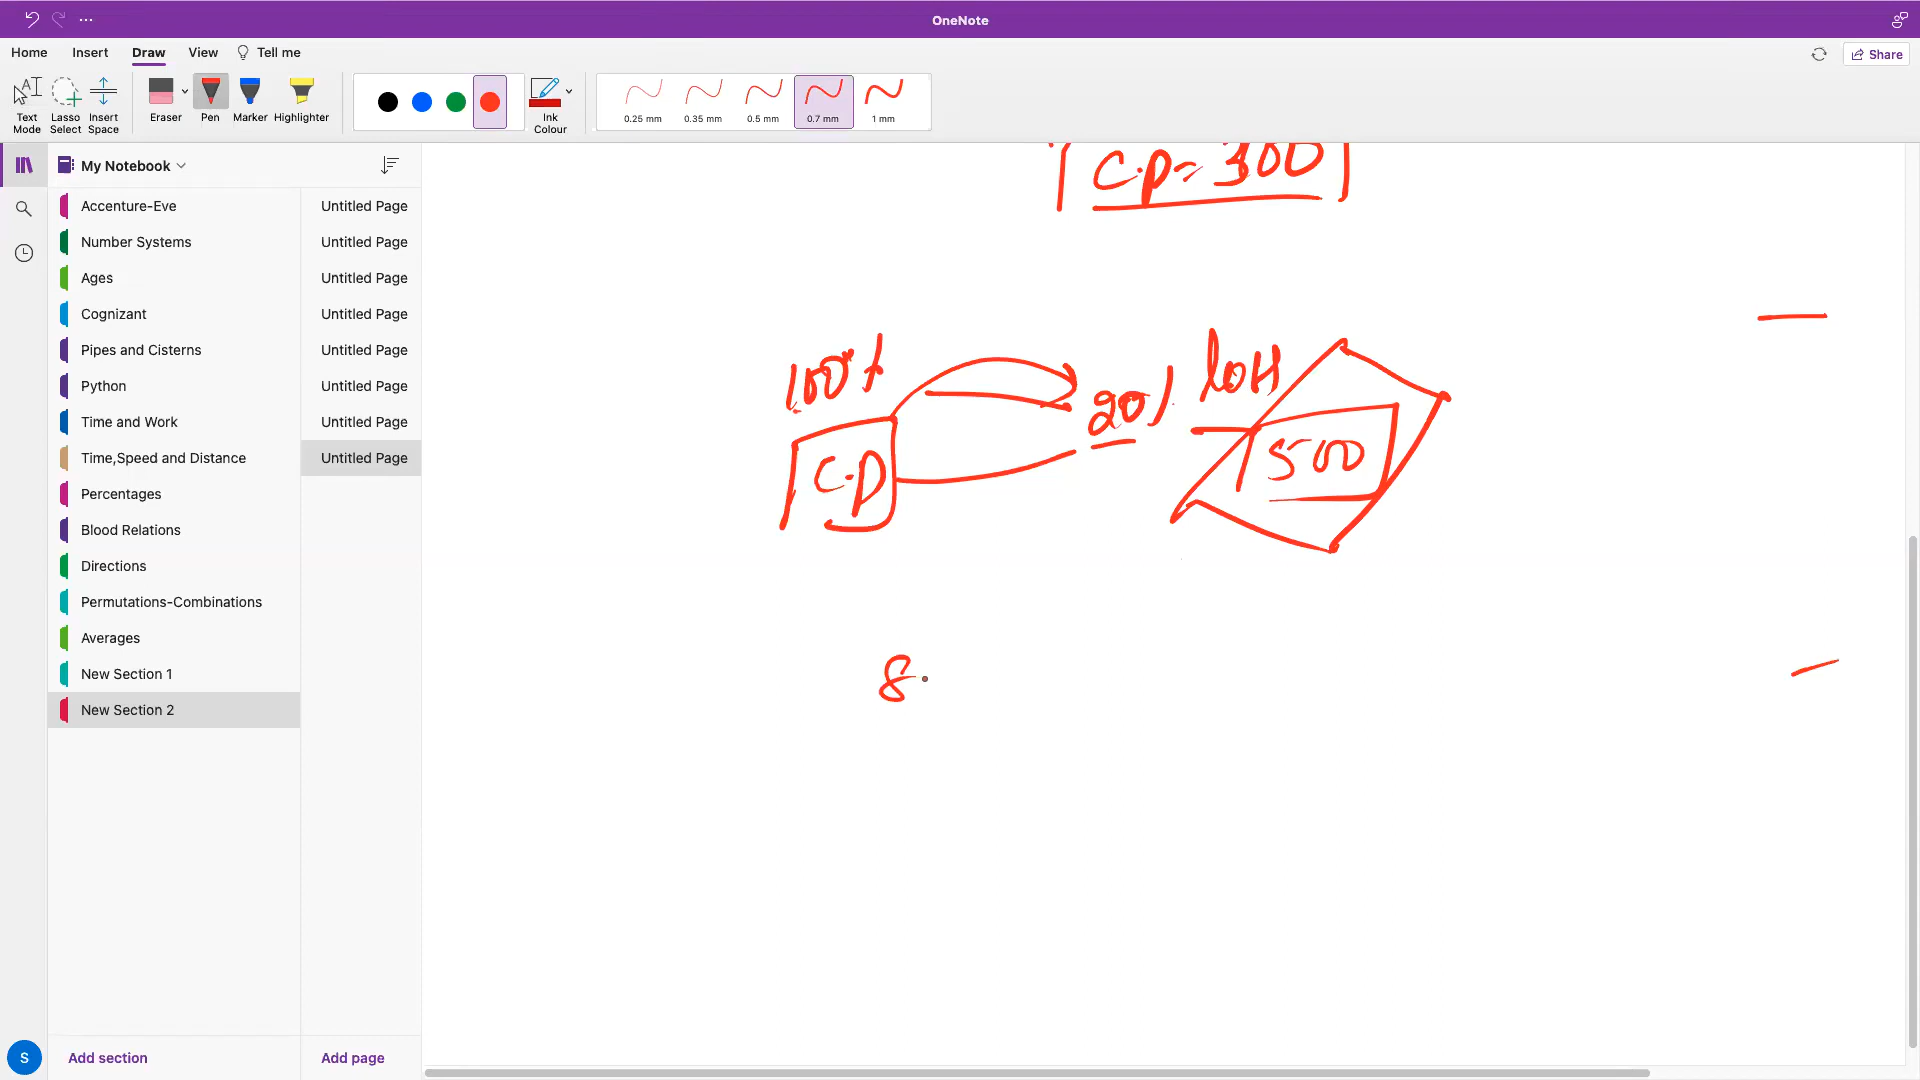 OneNote
Home Insert Draw View Tell me
Share
Text Mode
Lasso Select
Insert Space
Eraser
Pen
Marker
Highlighter
Ink Colour
0.25 mm
0.35 mm
0.5 mm
0.7 mm
1 mm
My Notebook
Accenture-Eve
Number Systems
Ages
Cognizant
Pipes and Cisterns
Python
Time and Work
Time,Speed and Distance
Percentages
Blood Relations
Directions
Permutations-Combinations
Averages
New Section 1
New Section 2
Untitled Page
Untitled Page
Untitled Page
Untitled Page
Untitled Page
Untitled Page
Untitled Page
Untitled Page
C.P = 300
100%
C.P
20% loss
500
8
S
Add section
Add page